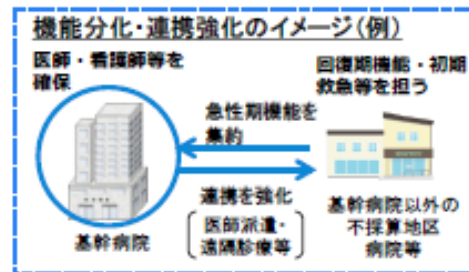 機能分化・連携強化のイメージ(例)
医師・看護師等を
確保
回復期機能・初期
救急等を担う
急性期機能を
集約
連携を強化
医師派遣・
遠隔診療等
基幹病院
基幹病院以外の
不採算地区
病院等